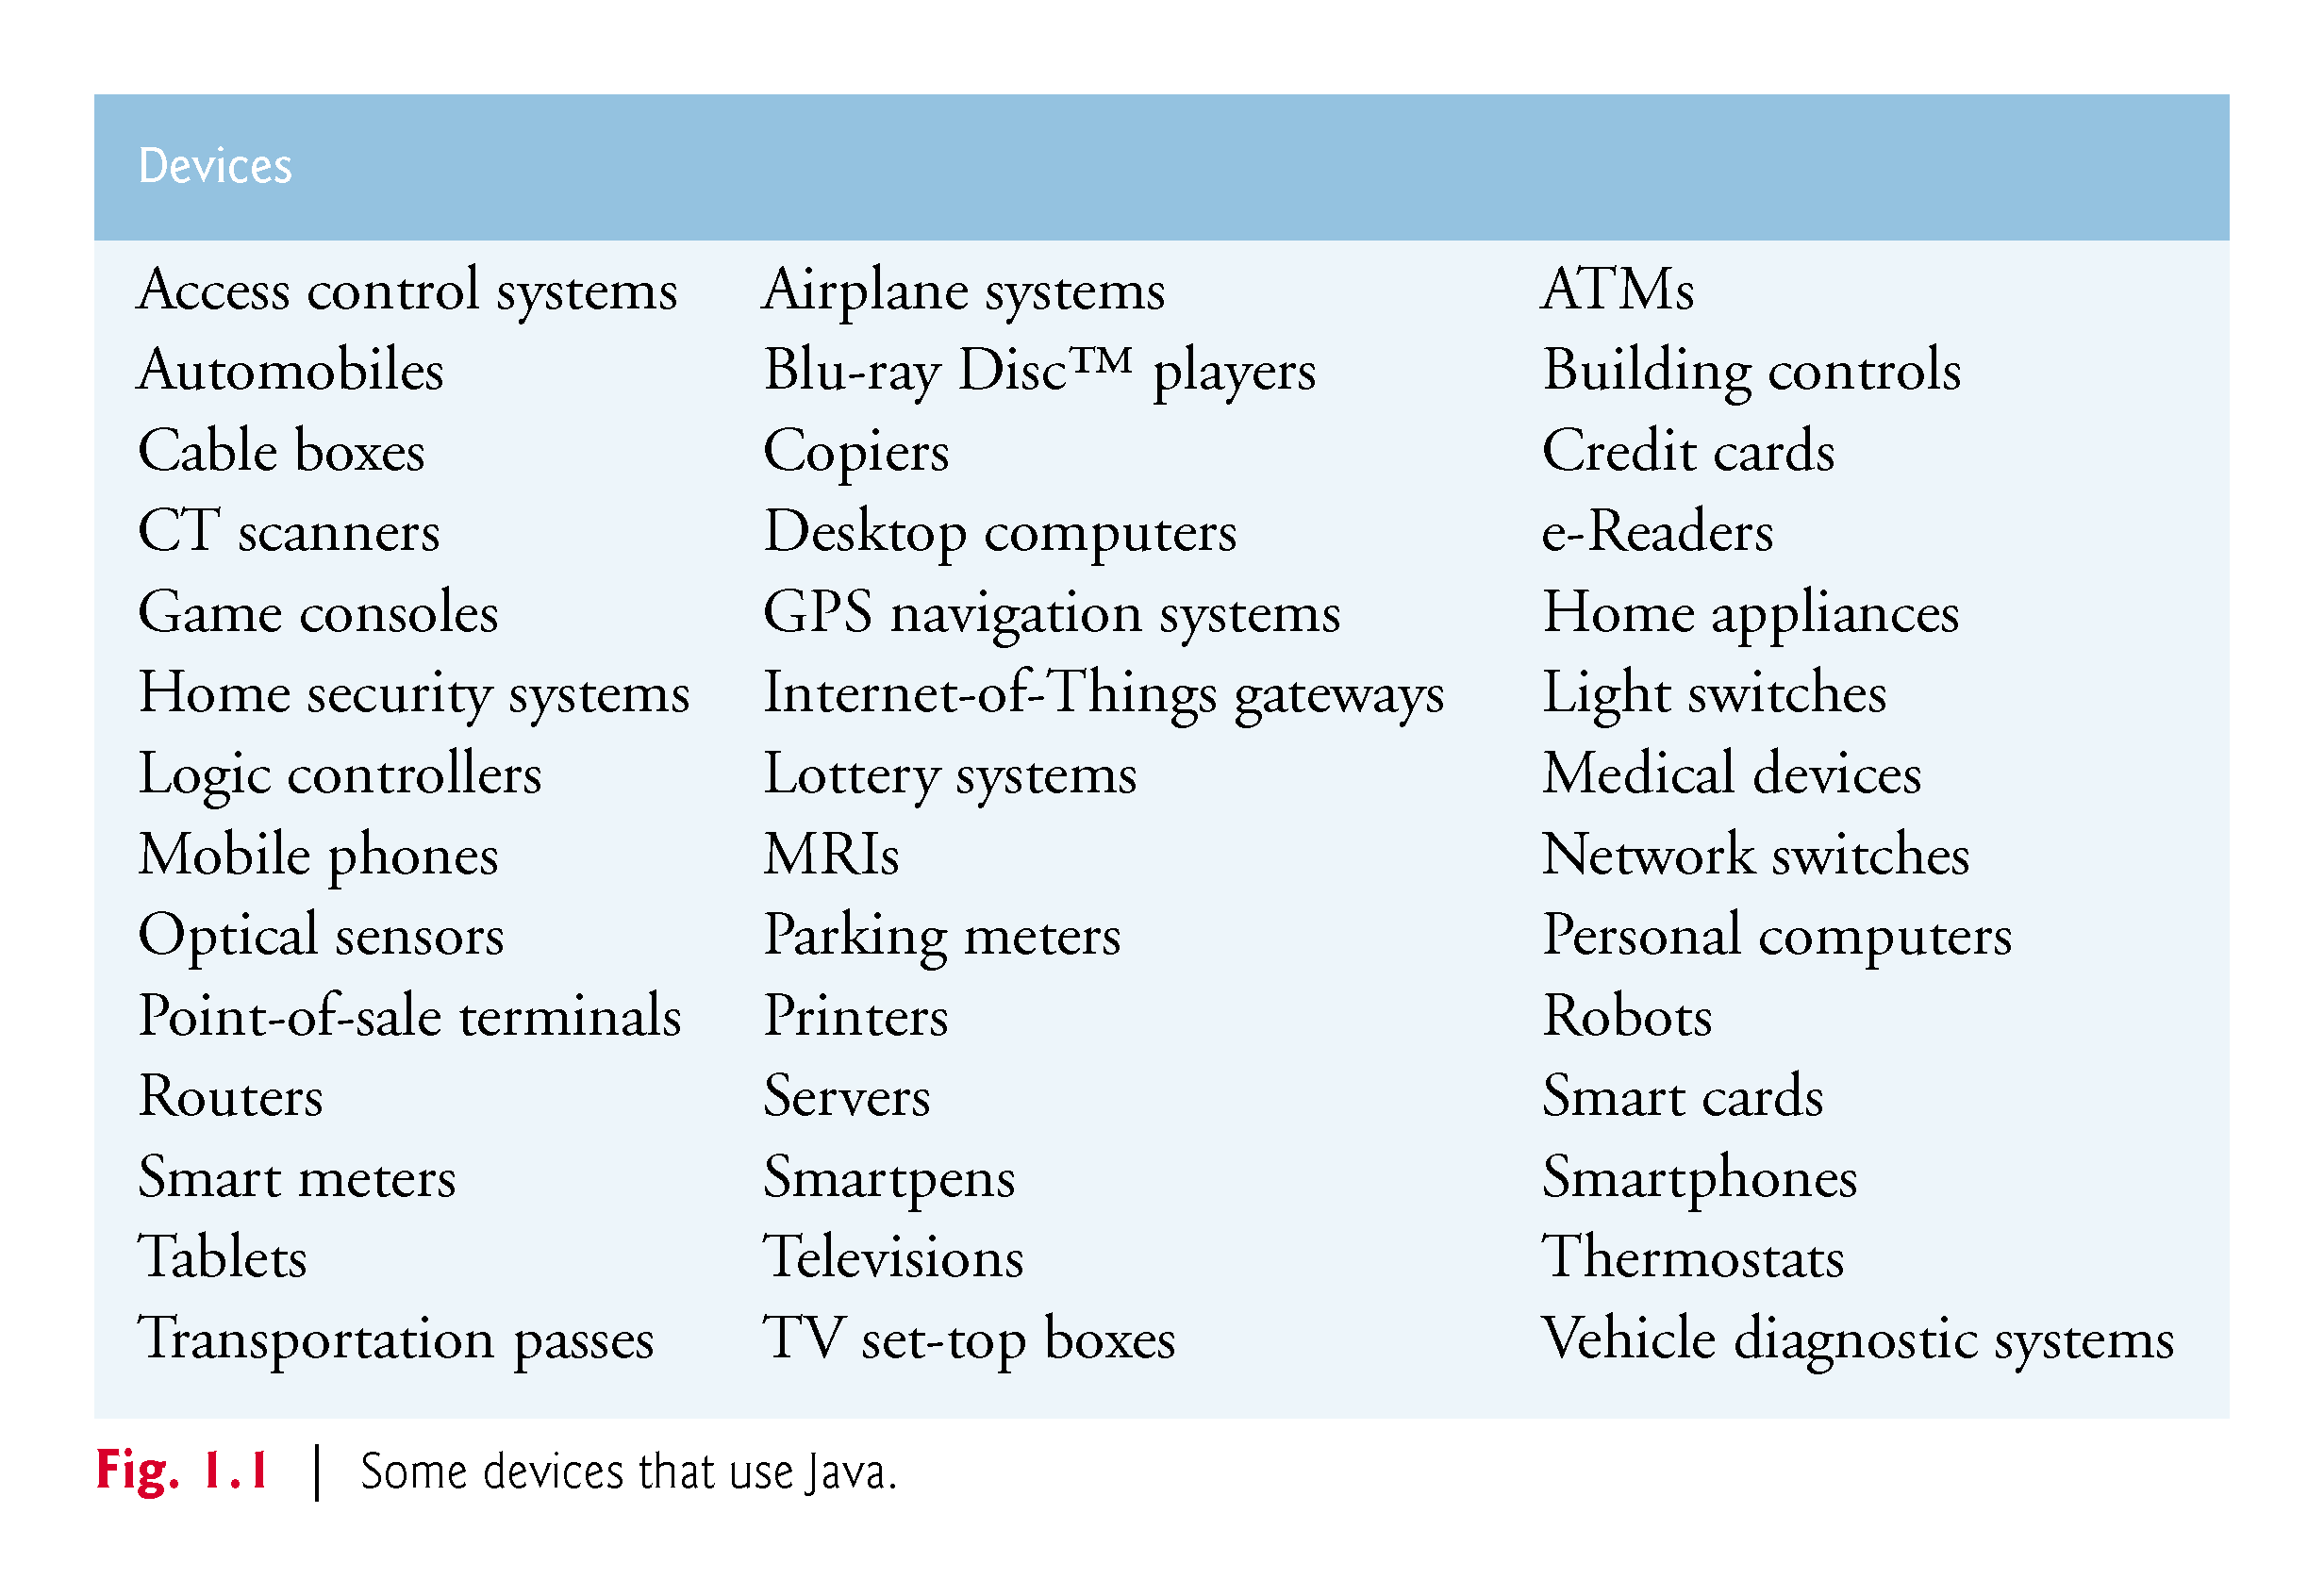 Devices
Access control systems Airplane systems ATMs
Automobiles Blu-ray Disc™ players Building controls
Cable boxes Copiers Credit cards
CT scanners Desktop computers e-Readers
Game consoles GPS navigation systems Home appliances
Home security systems Internet-of-Things gateways Light switches
Logic controllers Lottery systems Medical devices
Mobile phones MRIs Network switches
Optical sensors Parking meters Personal computers
Point-of-sale terminals Printers Robots
Routers Servers Smart cards
Smart meters Smartpens Smartphones
Tablets Televisions Thermostats
Transportation passes TV set-top boxes Vehicle diagnostic systems
Fig. 1.1 | Some devices that use Java.